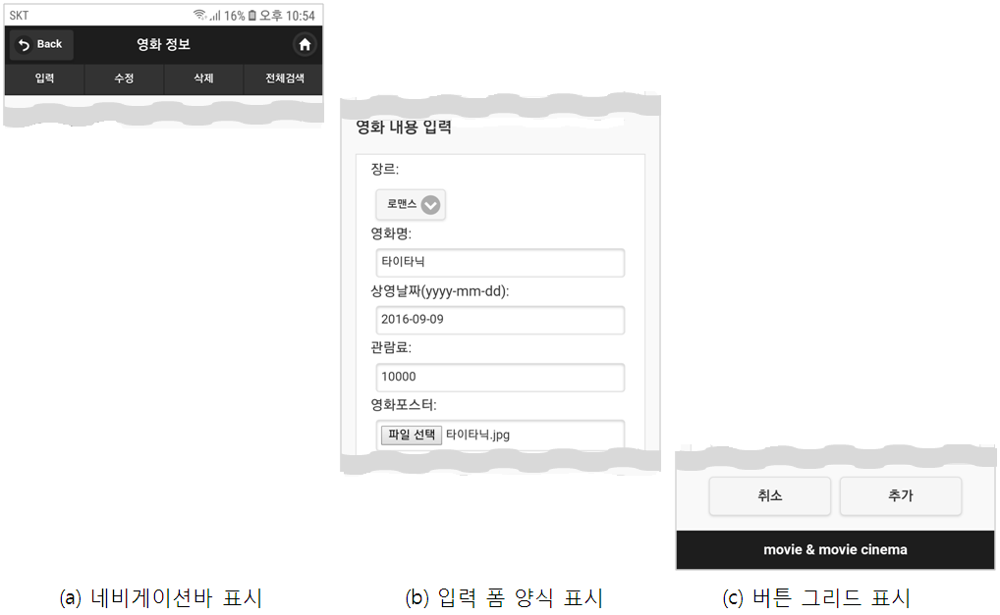 SKT 16% 오후 10:54
Back 영화 정보
입력 수정 삭제 전체검색
영화 내용 입력
장르:
로맨스
영화명:
타이타닉
상영날짜(yyyy-mm-dd):
2016-09-09
관람료:
10000
영화포스터:
파일 선택 타이타닉.jpg
취소 추가
movie & movie cinema
(a) 네비게이션바 표시 (b) 입력 폼 양식 표시 (c) 버튼 그리드 표시